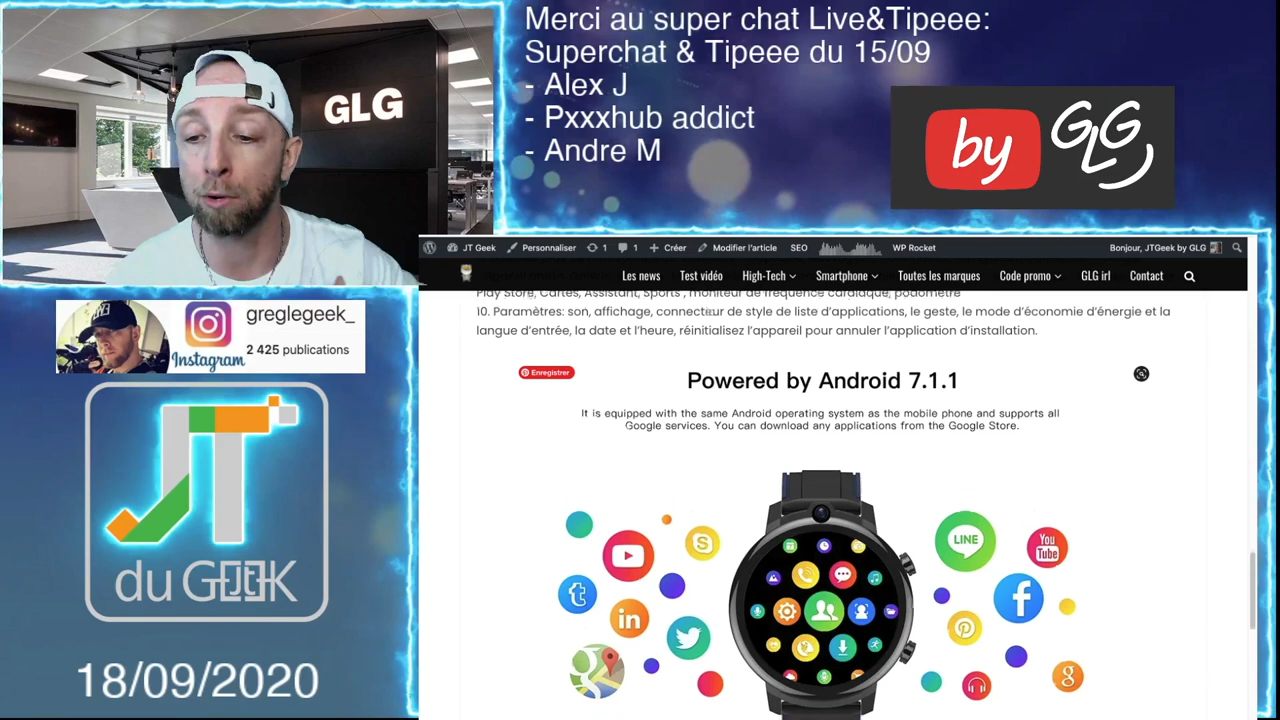 Merci au super chat Live&Tipeee:
Superchat & Tipeee du 15/09
- Alex J
- Pxxxhub addict
- Andre M
GLG
by GLG
JT Geek Personnaliser 1 1 Créer Modifier l'article SEO WP Rocket Bonjour, JTGeek by GLG
Les news Test vidéo High-Tech Smartphone Toutes les marques Code promo GLG irl Contact
Play Store, Cartes, Assistant, Sports , moniteur de fréquence cardiaque, podomètre
10. Paramètres: son, affichage, connecteur de style de liste d'applications, le geste, le mode d'économie d'énergie et la
langue d'entrée, la date et l'heure, réinitialisez l'appareil pour annuler l'application d'installation.
greglegeek_
Instagram
2 425 publications
Enregistrer
Powered by Android 7.1.1
It is equipped with the same Android operating system as the mobile phone and supports all
Google services. You can download any applications from the Google Store.
LINE
You
Tube
JT
du GEEK
18/09/2020